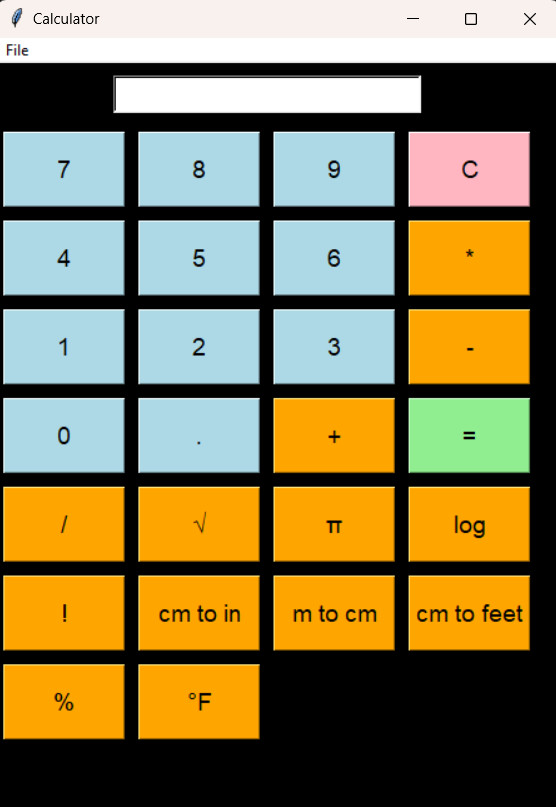 Calculator
File
7 8 9 C
4 5 6 *
1 2 3 -
0 . + =
/ √ π log
! cm to in m to cm cm to feet
% °F